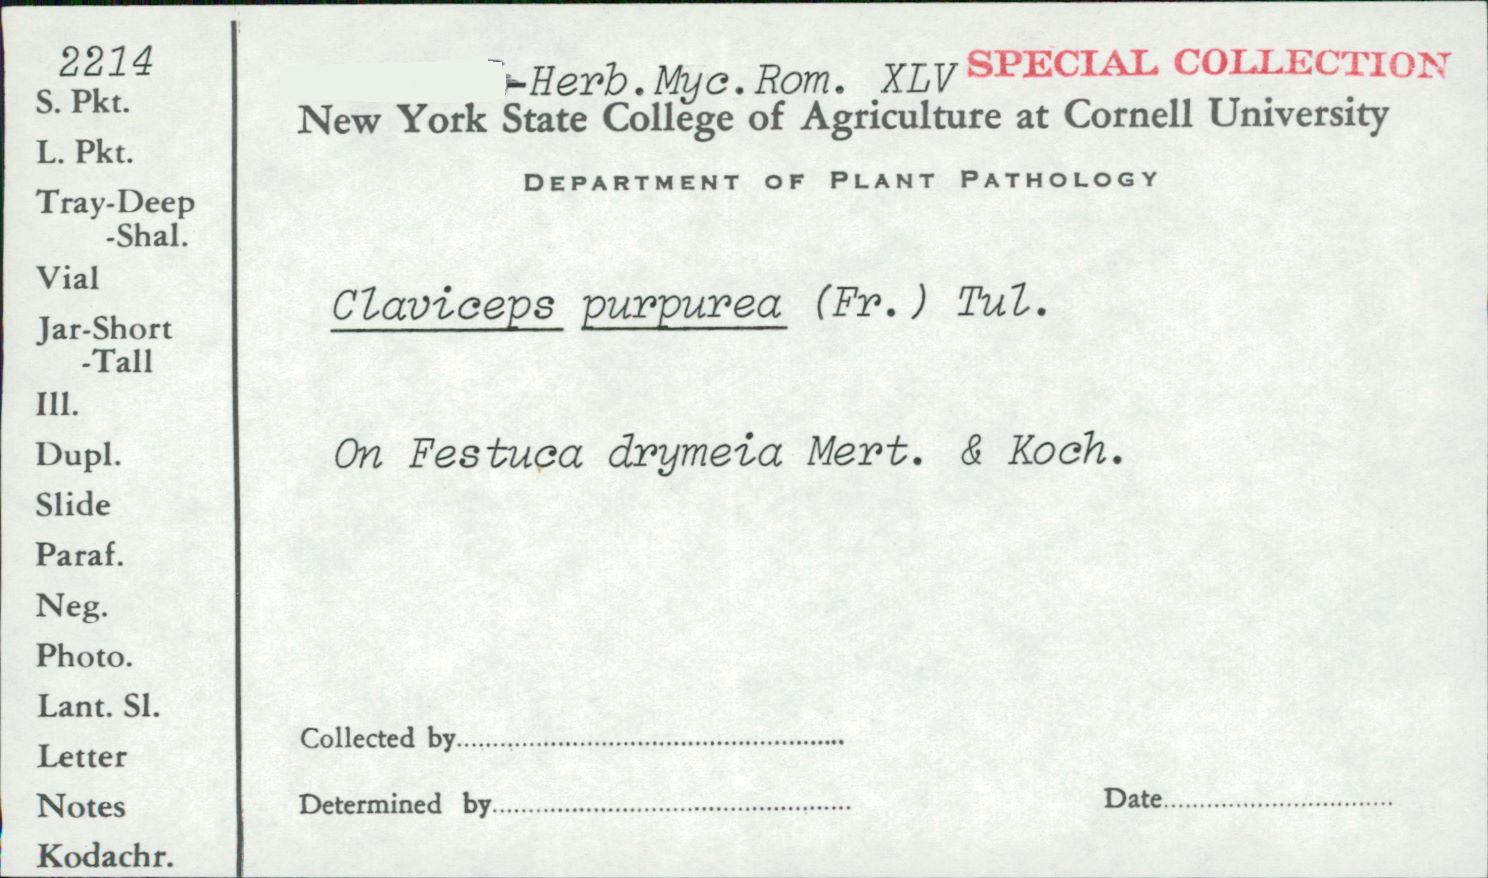 2214
S. Pkt.
L. Pkt.
Tray-Deep
-Shal.
Vial
Jar-Short
-Tall
Ill.
Dupl.
Slide
Paraf.
Neg.
Photo.
Lant. Sl.
Letter
Notes
Kodachr.
-Herb.Myc.Rom. XLV SPECIAL COLLECTION
New York State College of Agriculture at Cornell University
DEPARTMENT OF PLANT PATHOLOGY
Claviceps purpurea (Fr.) Tul.
On Festuca drymeia Mert. & Koch.
Collected by
Determined by Date